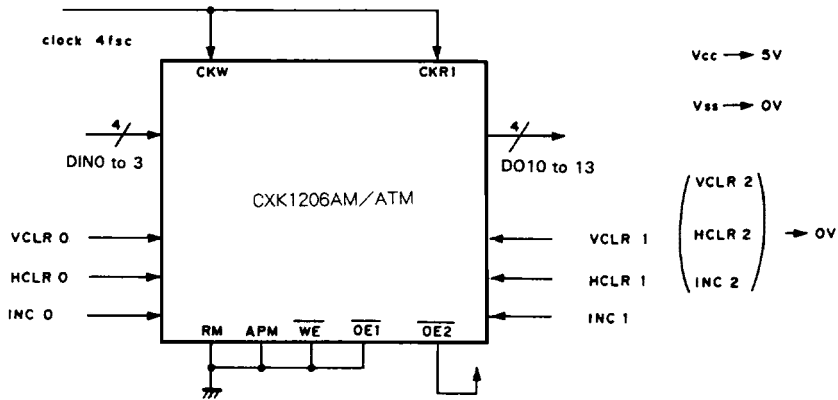 clock 4fsc
CKW
CKR1
Vcc → 5V
Vss → 0V
4
DIN0 to 3
4
DO10 to 13
CXK1206AM/ATM
VCLR 0
HCLR 0
INC 0
VCLR 1
HCLR 1
INC 1
VCLR 2
HCLR 2
INC 2
→ 0V
RM
APM
WE
OE1
OE2